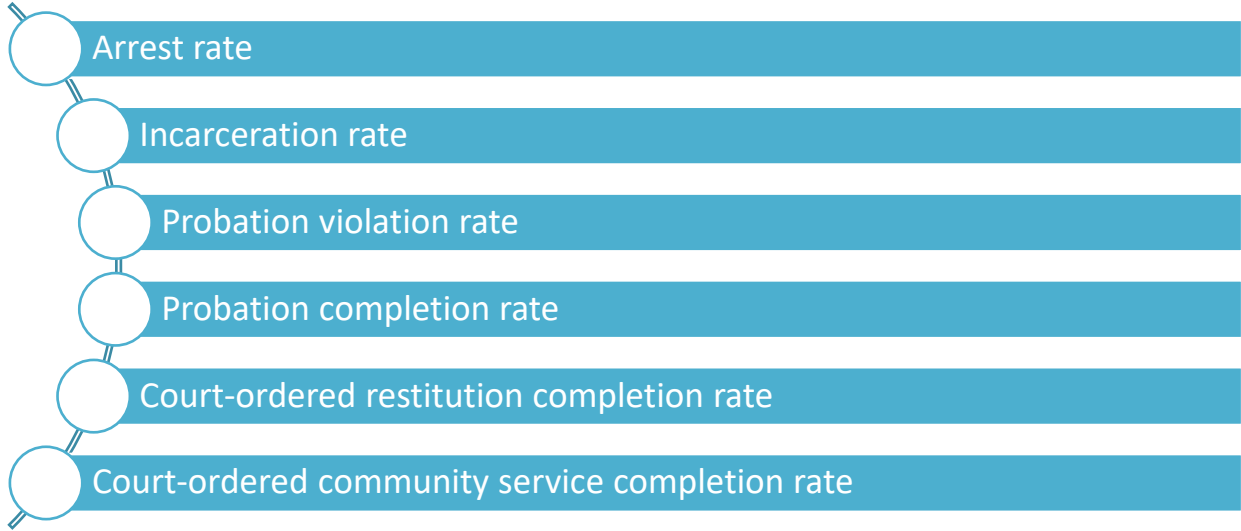 Arrest rate
Incarceration rate
Probation violation rate
Probation completion rate
Court-ordered restitution completion rate
Court-ordered community service completion rate